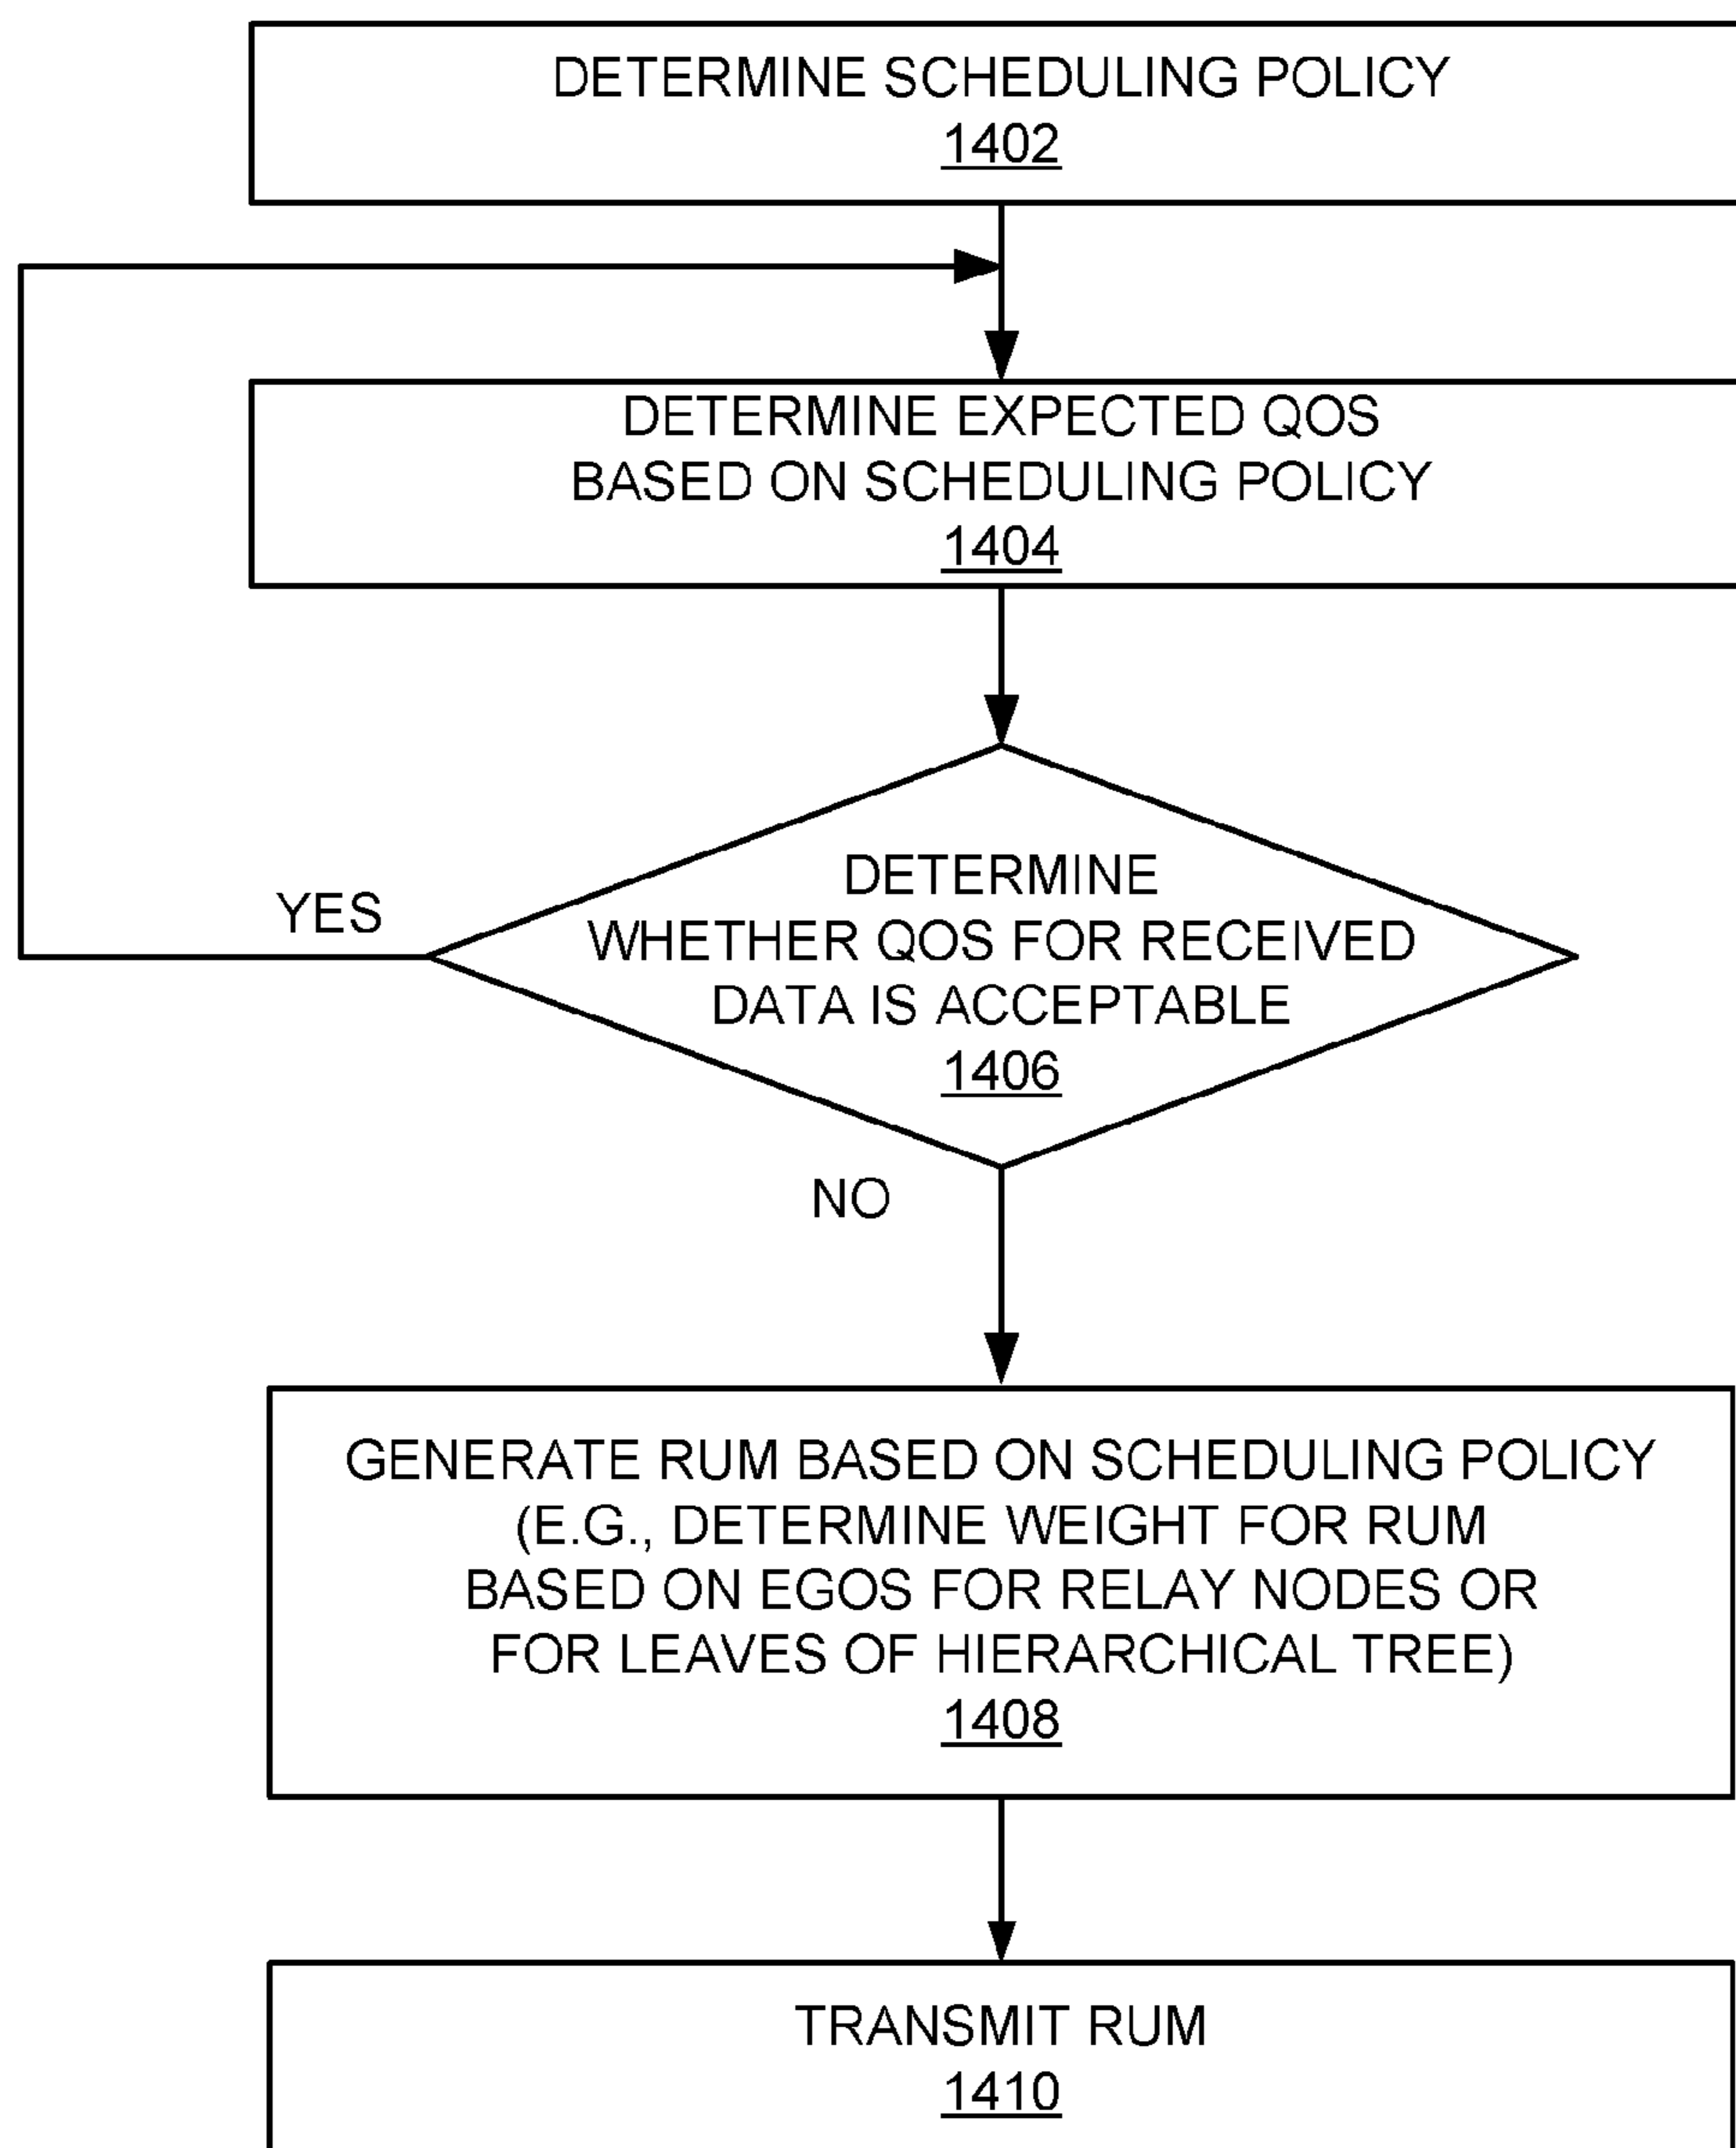 DETERMINE SCHEDULING POLICY
1402
DETERMINE EXPECTED QOS
BASED ON SCHEDULING POLICY
1404
DETERMINE
WHETHER QOS FOR RECEIVED
DATA IS ACCEPTABLE
1406
YES
NO
GENERATE RUM BASED ON SCHEDULING POLICY
(E.G., DETERMINE WEIGHT FOR RUM
BASED ON EGOS FOR RELAY NODES OR
FOR LEAVES OF HIERARCHICAL TREE)
1408
TRANSMIT RUM
1410